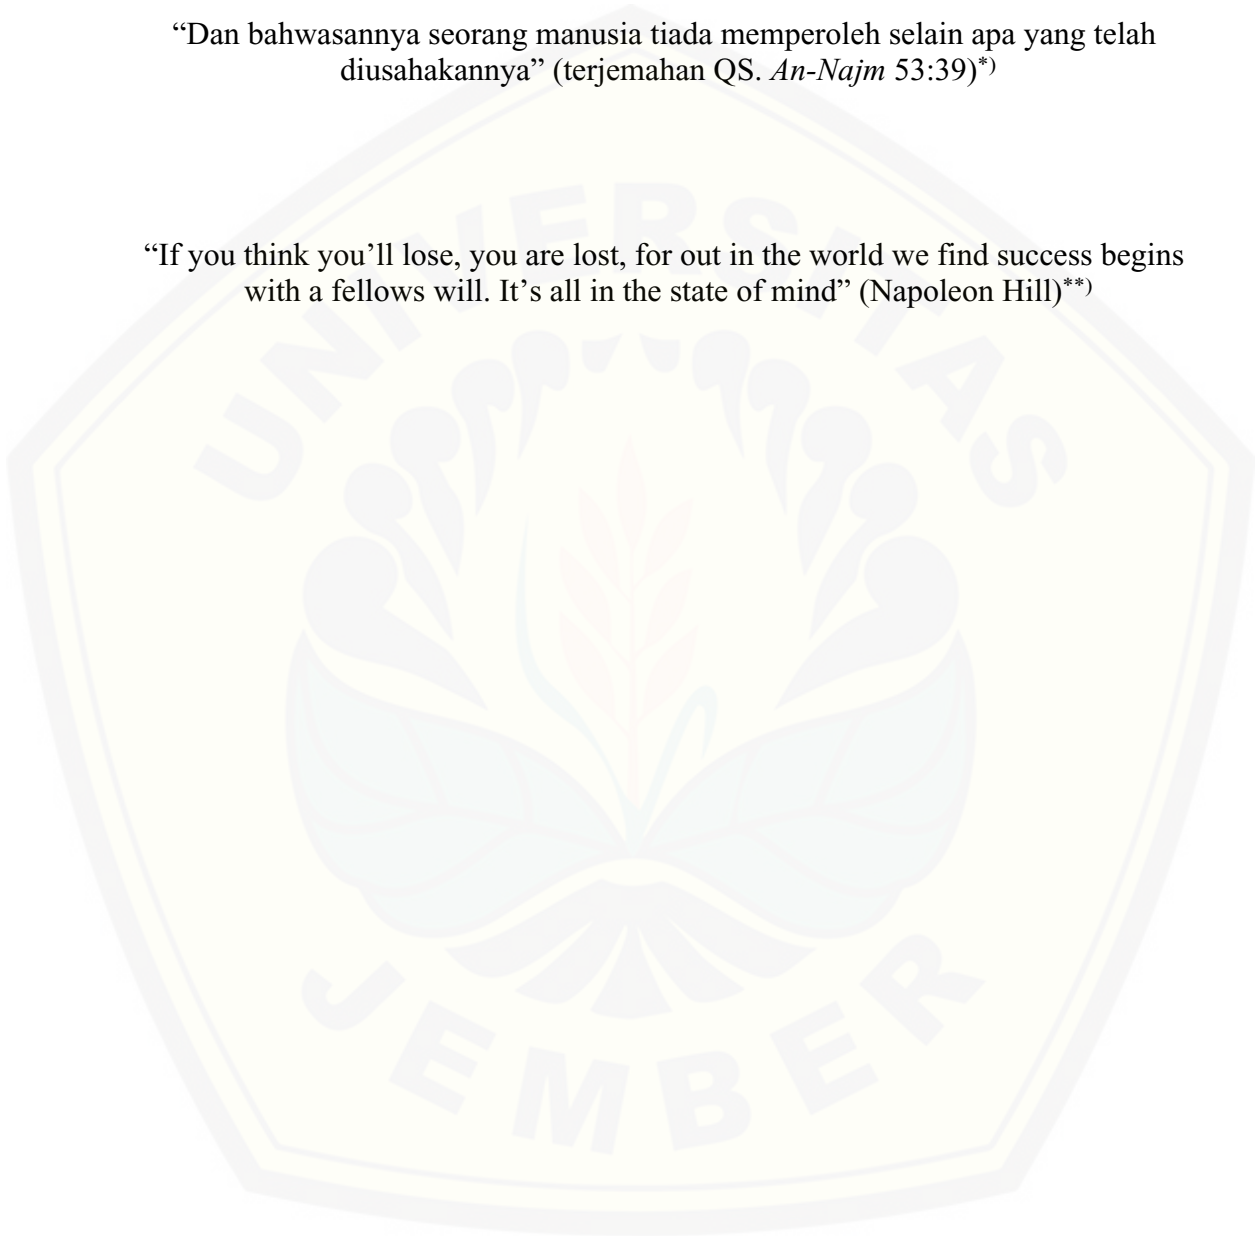 “Dan bahwasannya seorang manusia tiada memperoleh selain apa yang telah
diusahakannya” (terjemahan QS. An-Najm 53:39)*)
“If you think you’ll lose, you are lost, for out in the world we find success begins
with a fellows will. It’s all in the state of mind” (Napoleon Hill)**)
UNIVERSITAS
JEMBER